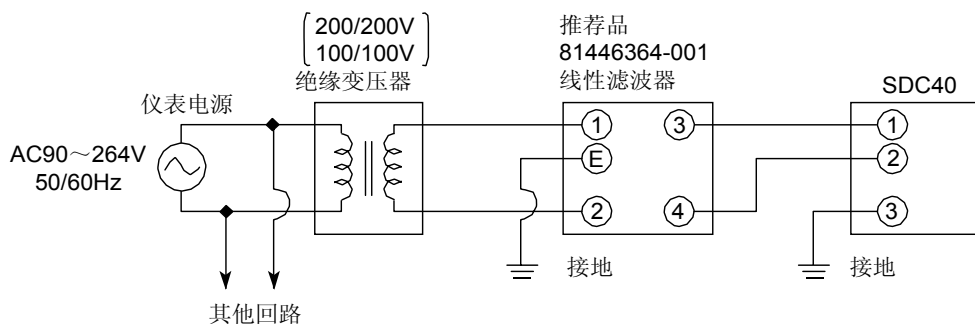 200/200V
100/100V
绝缘变压器
推荐品
81446364-001
线性滤波器
SDC40
仪表电源
AC90～264V
50/60Hz
1
E
2
3
4
1
2
3
接地
接地
其他回路